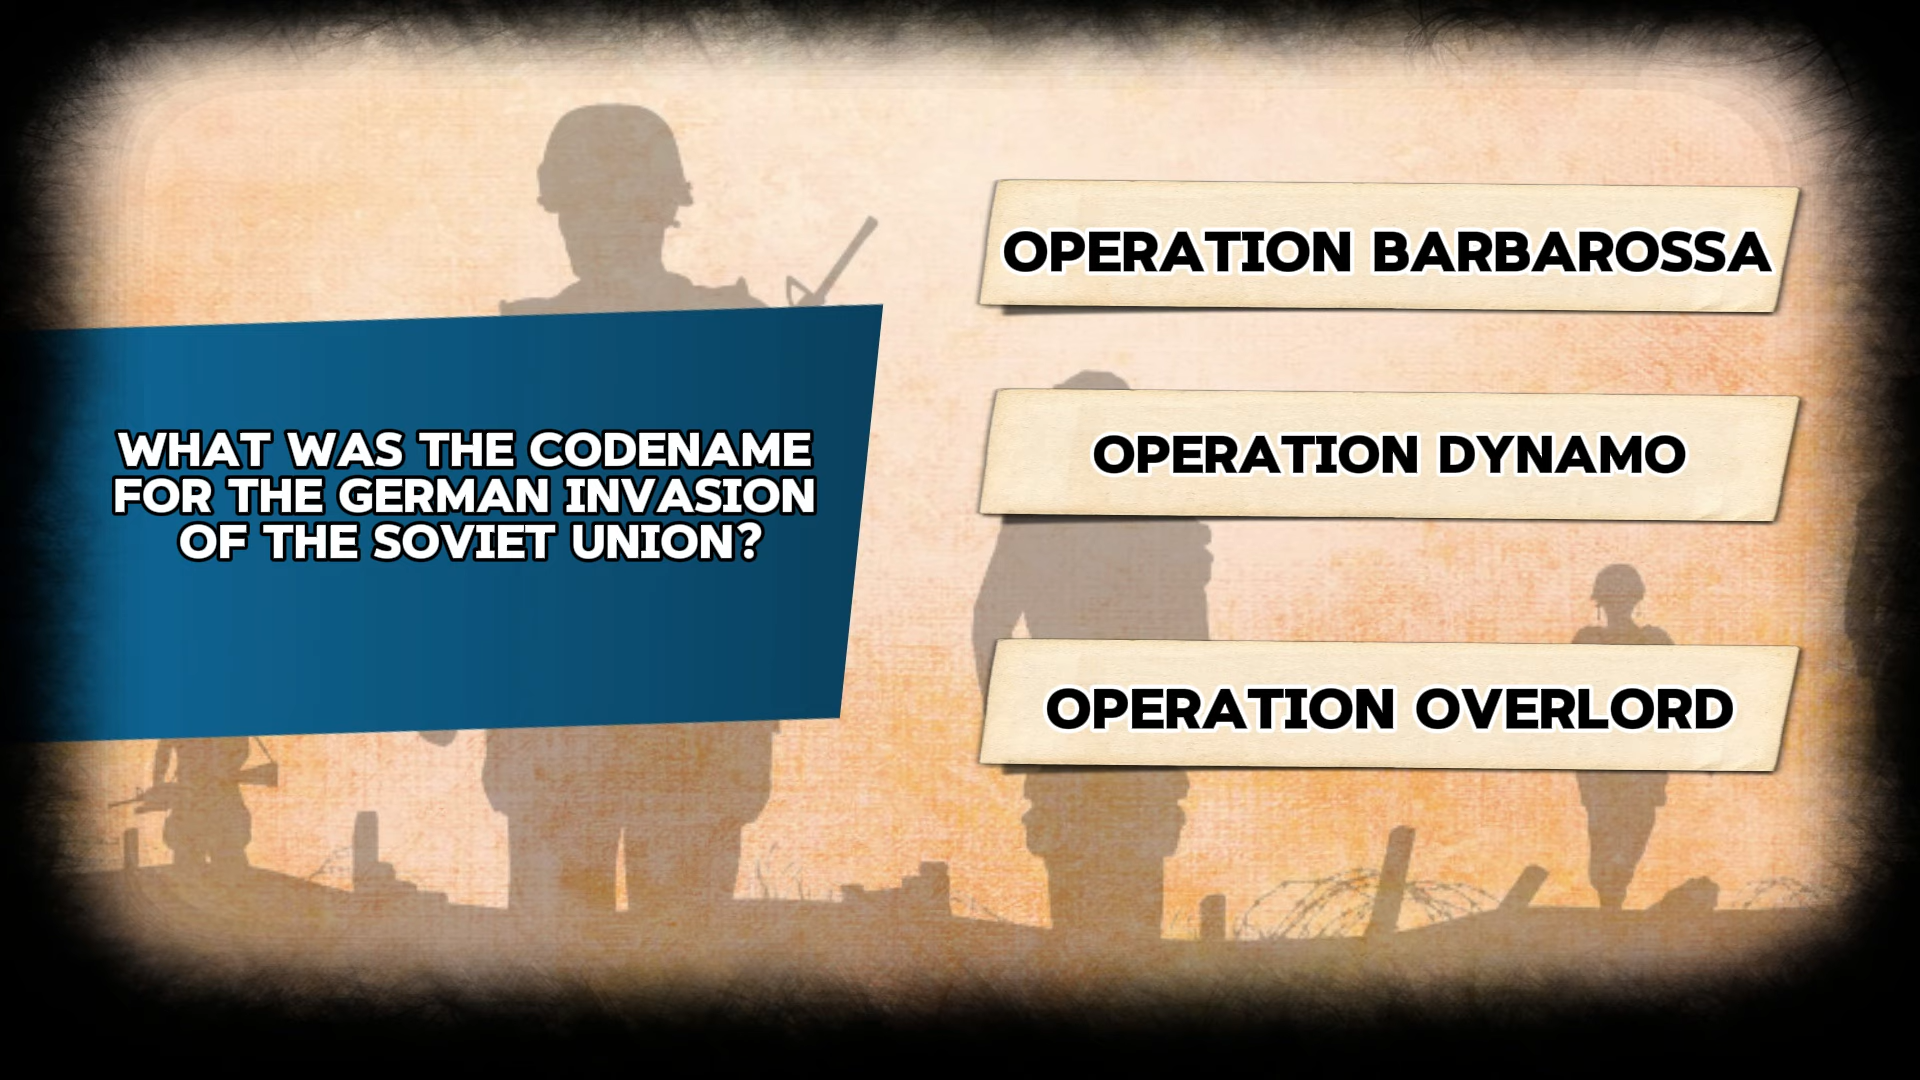 WHAT WAS THE CODENAME
FOR THE GERMAN INVASION
OF THE SOVIET UNION?
OPERATION BARBAROSSA
OPERATION DYNAMO
OPERATION OVERLORD